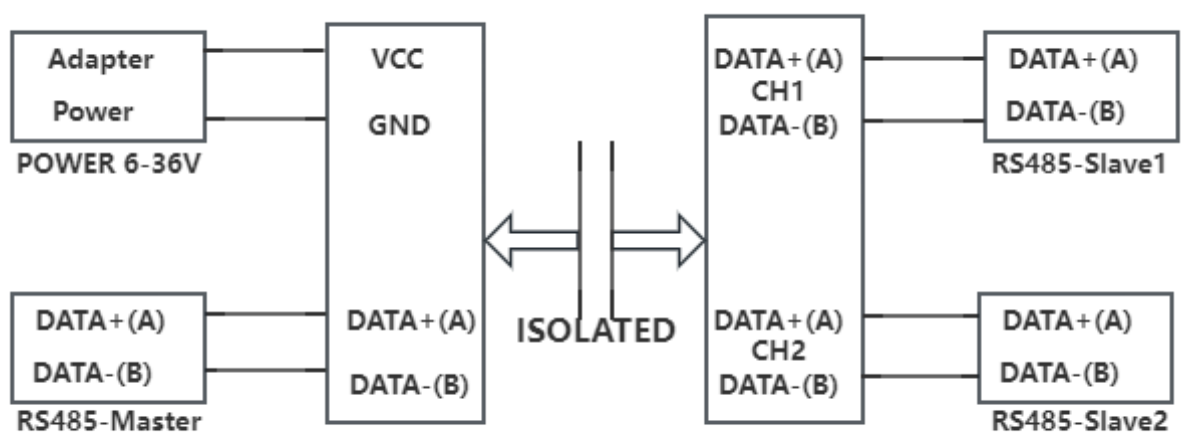 Adapter
Power
POWER 6-36V
VCC
GND
DATA+(A)
DATA-(B)
RS485-Master
DATA+(A)
DATA-(B)
ISOLATED
DATA+(A)
CH1
DATA-(B)
DATA+(A)
CH2
DATA-(B)
DATA+(A)
DATA-(B)
RS485-Slave1
DATA+(A)
DATA-(B)
RS485-Slave2